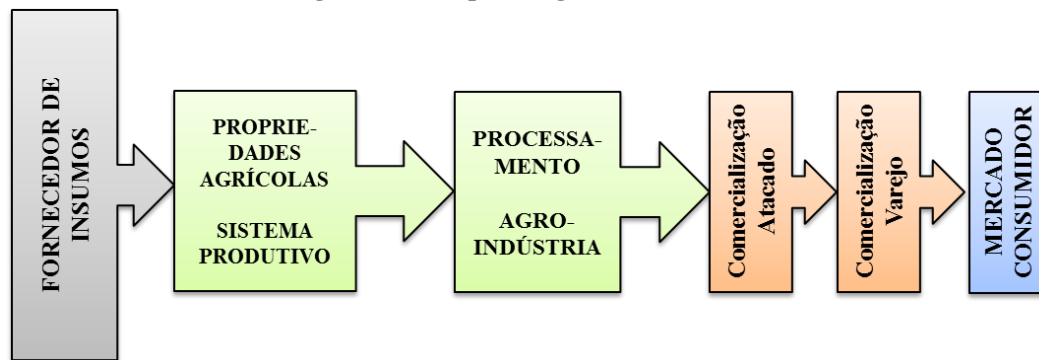 FORNECEDOR DE
INSUMOS
PROPRIE-
DADES
AGRÍCOLAS
SISTEMA
PRODUTIVO
PROCESSA-
MENTO
AGRO-
INDÚSTRIA
Comercialização
Atacado
Comercialização
Varejo
MERCADO
CONSUMIDOR